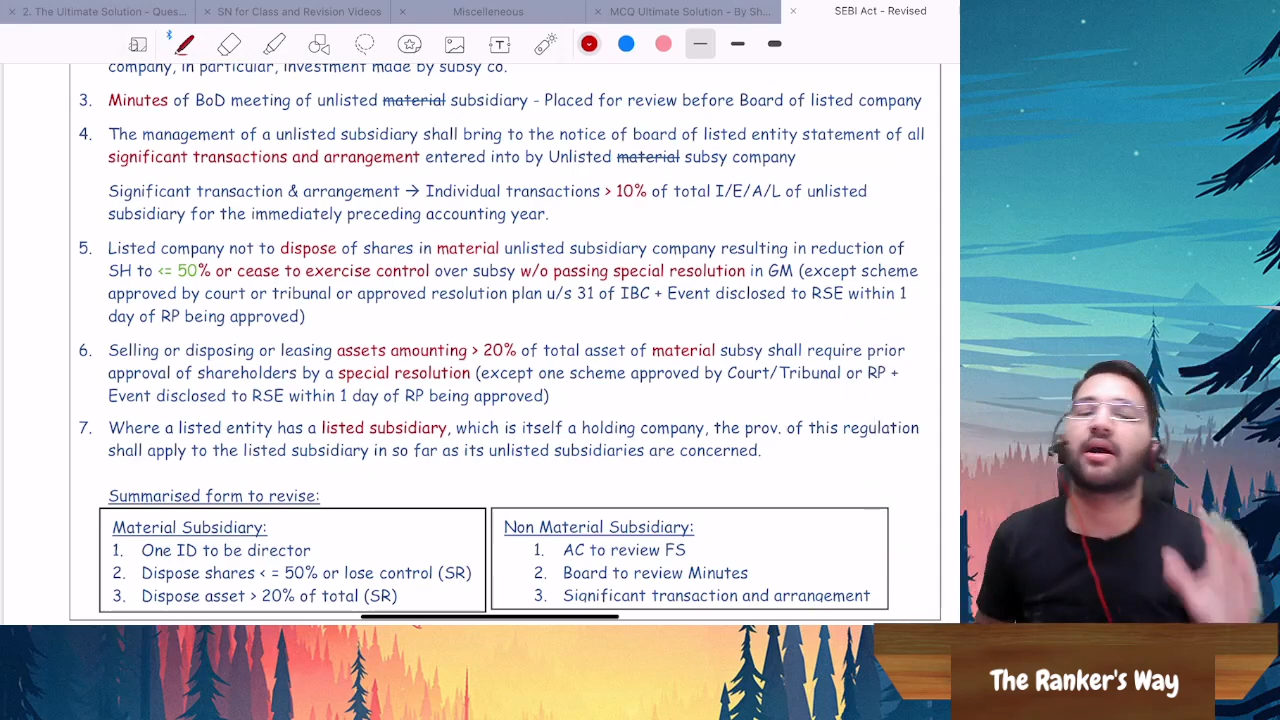 2. The Ultimate Solution - Ques...
SN for Class and Revision Videos
Miscellaneous
MCQ Ultimate Solution - By Sh...
SEBI Act - Revised
company, in particular, investment made by subsy co.
3. Minutes of BoD meeting of unlisted material subsidiary - Placed for review before Board of listed company
4. The management of a unlisted subsidiary shall bring to the notice of board of listed entity statement of all
significant transactions and arrangement entered into by Unlisted material subsy company
Significant transaction & arrangement → Individual transactions > 10% of total I/E/A/L of unlisted
subsidiary for the immediately preceding accounting year.
5. Listed company not to dispose of shares in material unlisted subsidiary company resulting in reduction of
SH to <= 50% or cease to exercise control over subsy w/o passing special resolution in GM (except scheme
approved by court or tribunal or approved resolution plan u/s 31 of IBC + Event disclosed to RSE within 1
day of RP being approved)
6. Selling or disposing or leasing assets amounting > 20% of total asset of material subsy shall require prior
approval of shareholders by a special resolution (except one scheme approved by Court/Tribunal or RP +
Event disclosed to RSE within 1 day of RP being approved)
7. Where a listed entity has a listed subsidiary, which is itself a holding company, the prov. of this regulation
shall apply to the listed subsidiary in so far as its unlisted subsidiaries are concerned.
Summarised form to revise:
Material Subsidiary:
1. One ID to be director
2. Dispose shares < = 50% or lose control (SR)
3. Dispose asset > 20% of total (SR)
Non Material Subsidiary:
1. AC to review FS
2. Board to review Minutes
3. Significant transaction and arrangement
The Ranker's Way